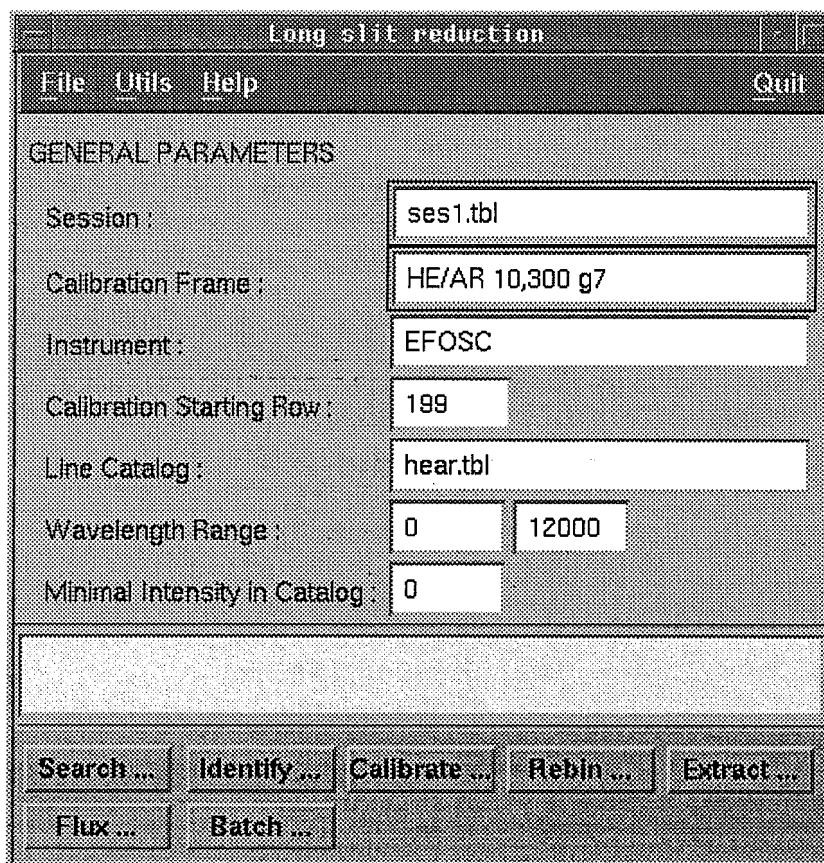 Long slit reduction
File Utils Help Quit
GENERAL PARAMETERS
Session : ses1.tbl
Calibration Frame : HE/AR 10,300 g7
Instrument : EFOSC
Calibration Starting Row : 199
Line Catalog : hear.tbl
Wavelength Range : 0 12000
Minimal Intensity in Catalog : 0
Search ... Identify ... Calibrate ... Rebin ... Extract ...
Flux ... Batch ...